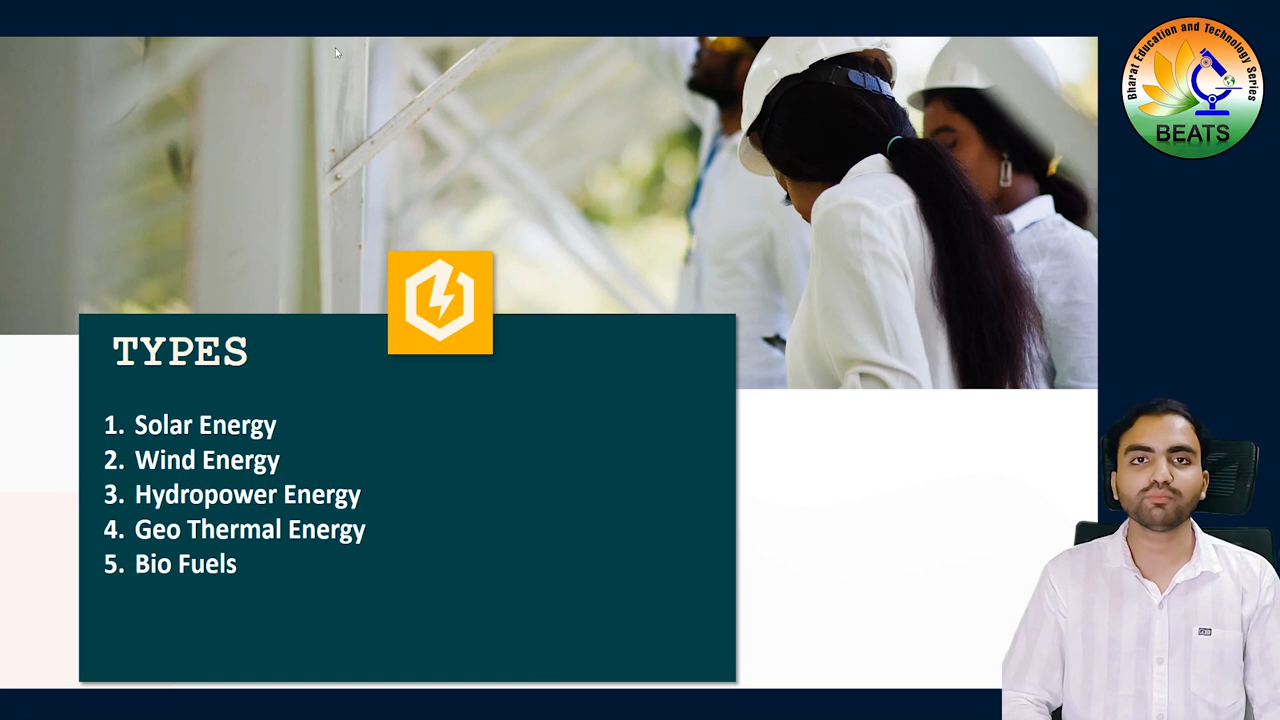 Bharat Education and Technology Series
BEATS
TYPES
1. Solar Energy
2. Wind Energy
3. Hydropower Energy
4. Geo Thermal Energy
5. Bio Fuels